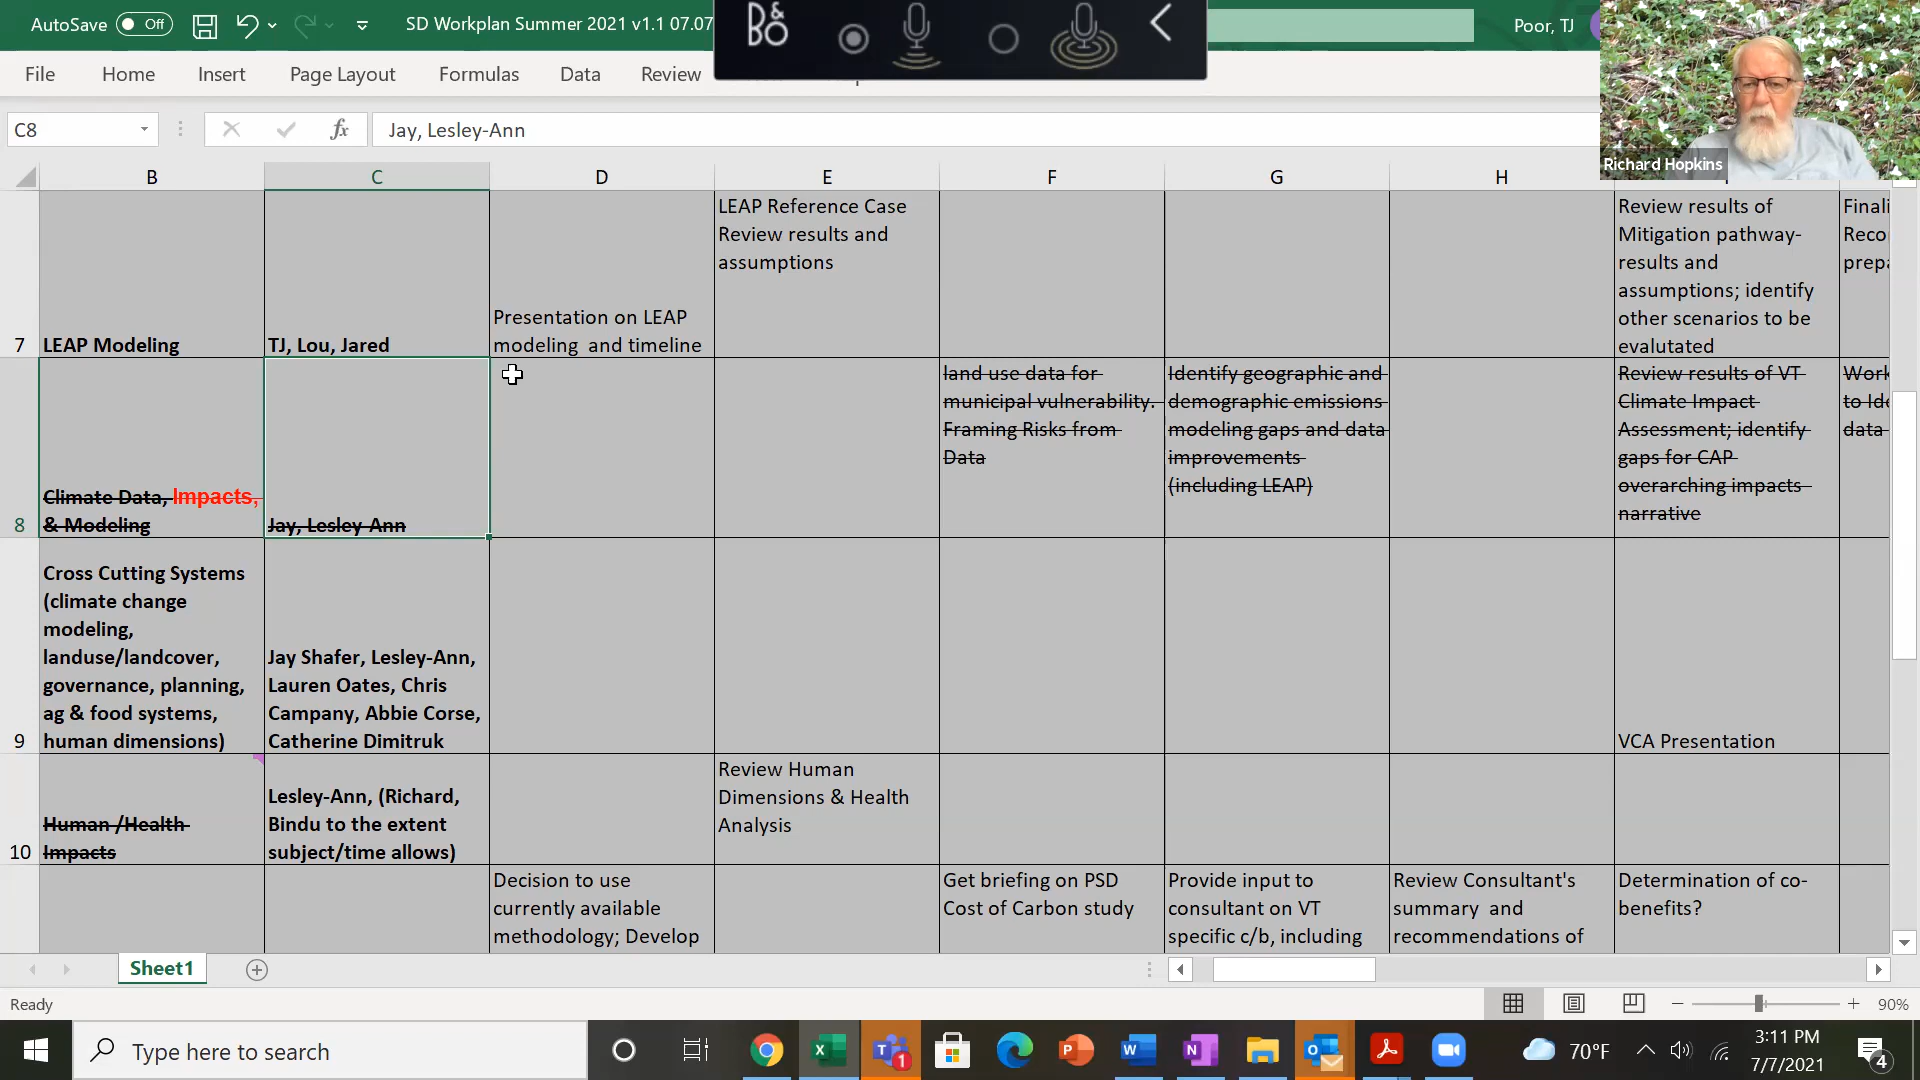 AutoSave Off SD Workplan Summer 2021 v1.1 07.07 Poor, TJ
B&O
File Home Insert Page Layout Formulas Data Review
C8 fx Jay, Lesley-Ann
Richard Hopkins
B C D E F G H
7
LEAP Modeling
TJ, Lou, Jared
Presentation on LEAP
modeling and timeline
LEAP Reference Case
Review results and
assumptions
Review results of
Mitigation pathway-
results and
assumptions; identify
other scenarios to be
evalutated
Finali
Reco
prepa
8
Climate Data, Impacts,
& Modeling
Jay, Lesley-Ann
land use data for
municipal vulnerability.
Framing Risks from
Data
Identify geographic and
demographic emissions
modeling gaps and data
improvements
(including LEAP)
Review results of VT
Climate Impact
Assessment; identify
gaps for CAP
overarching impacts
narrative
Work
to Ide
data
9
Cross Cutting Systems
(climate change
modeling,
landuse/landcover,
governance, planning,
ag & food systems,
human dimensions)
Jay Shafer, Lesley-Ann,
Lauren Oates, Chris
Campany, Abbie Corse,
Catherine Dimitruk
VCA Presentation
10
Human /Health
Impacts
Lesley-Ann, (Richard,
Bindu to the extent
subject/time allows)
Review Human
Dimensions & Health
Analysis
Decision to use
currently available
methodology; Develop
Get briefing on PSD
Cost of Carbon study
Provide input to
consultant on VT
specific c/b, including
Review Consultant's
summary and
recommendations of
Determination of co-
benefits?
Sheet1
Ready 90%
Type here to search
1
70°F
3:11 PM
7/7/2021
4